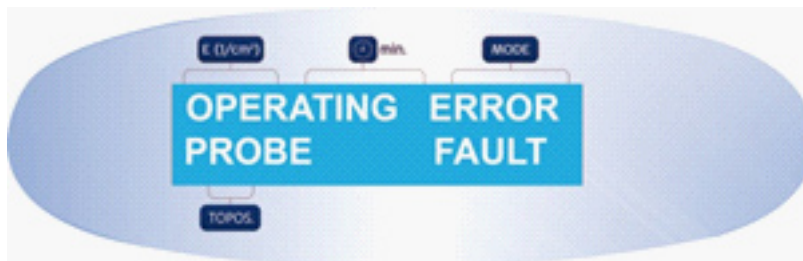 E (J/cm²) min. MODE
OPERATING ERROR
PROBE FAULT
TOPOS.